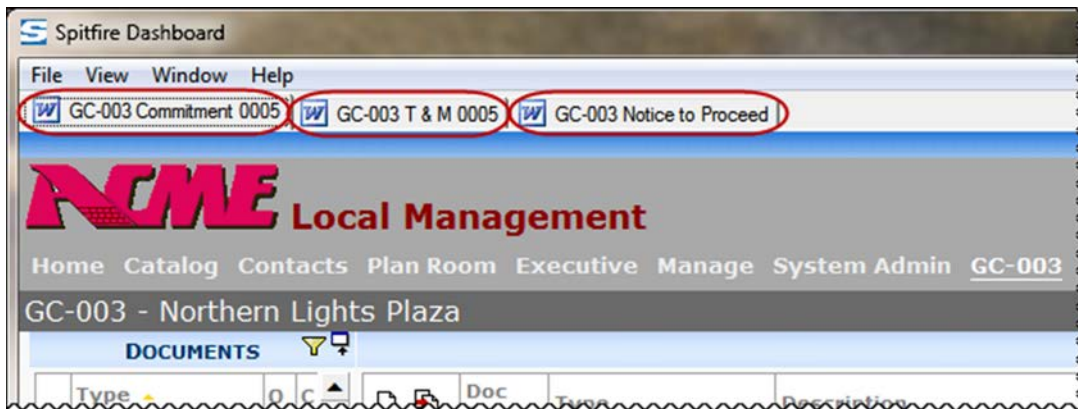 Spitfire Dashboard
File View Window Help
GC-003 Commitment 0005 GC-003 T & M 0005 GC-003 Notice to Proceed
ACME Local Management
Home Catalog Contacts Plan Room Executive Manage System Admin GC-003
GC-003 - Northern Lights Plaza
DOCUMENTS
Type O C Doc Type Description